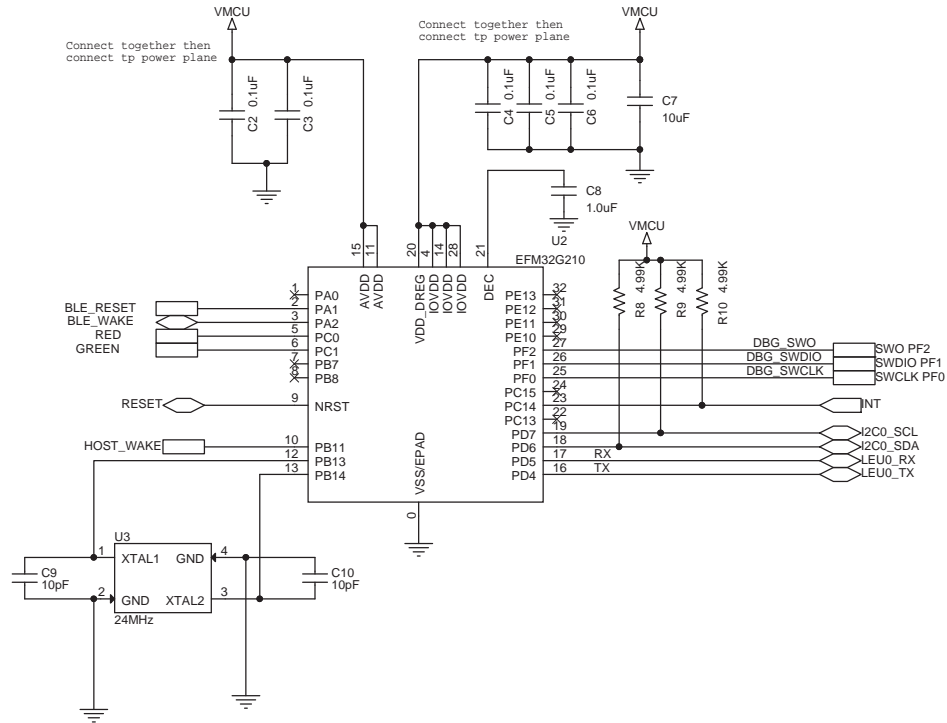 VMCU
VMCU
Connect together then
connect tp power plane
Connect together then
connect tp power plane
C2 0.1uF
C3 0.1uF
C4 0.1uF
C5 0.1uF
C6 0.1uF
C7
10uF
C8
1.0uF
U2
EFM32G210
VMCU
R8 4.99K
R9 4.99K
R10 4.99K
15 AVDD
11 AVDD
20 VDD_DREG
4 IOVDD
14 IOVDD
28 IOVDD
21 DEC
1 PA0
BLE_RESET 2 PA1
BLE_WAKE 3 PA2
RED 5 PC0
GREEN 6 PC1
7 PB7
8 PB8
RESET 9 NRST
HOST_WAKE 10 PB11
12 PB13
13 PB14
VSS/EPAD
0
PE13 32
PE12 31
PE11 30
PE10 29
PF2 27 DBG_SWO SWO PF2
PF1 26 DBG_SWDIO SWDIO PF1
PF0 25 DBG_SWCLK SWCLK PF0
PC15 24
PC14 23 INT
PC13 22
PD7 19 I2C0_SCL
PD6 18 I2C0_SDA
PD5 17 RX LEU0_RX
PD4 16 TX LEU0_TX
U3
1 XTAL1 GND 4
2 GND XTAL2 3
24MHz
C9
10pF
C10
10pF